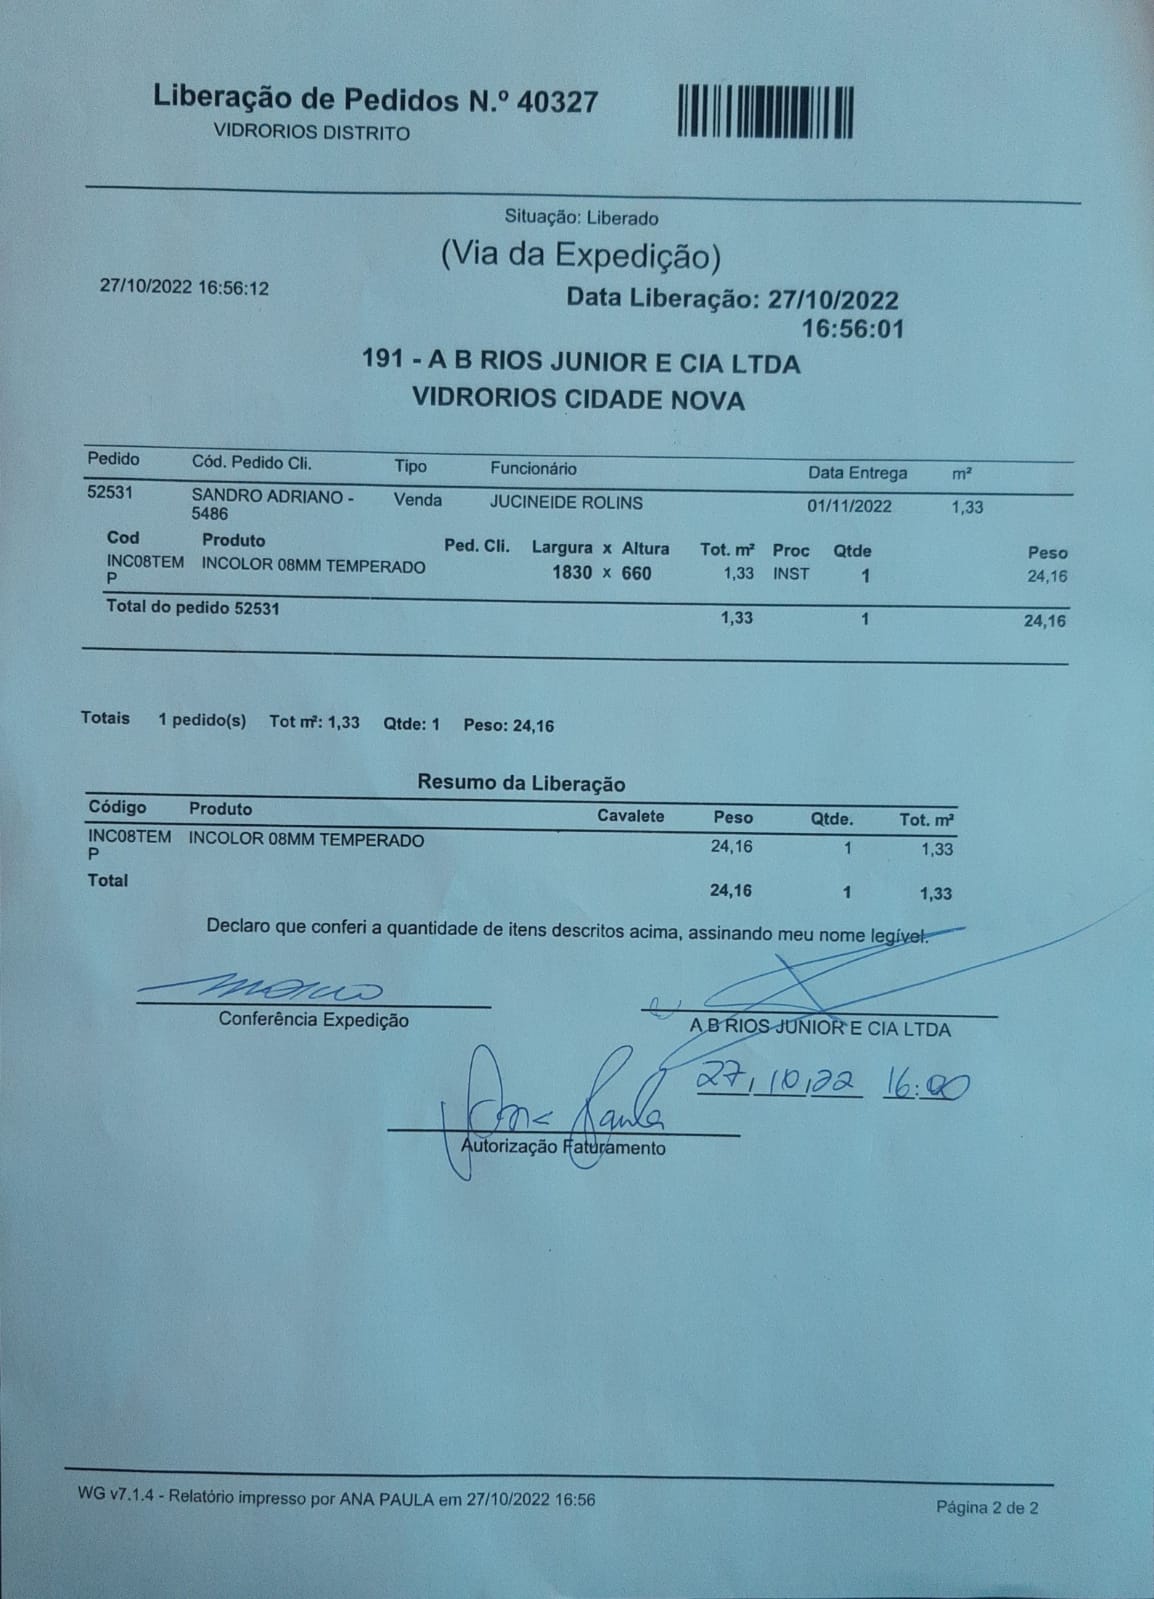 Liberação de Pedidos N.º 40327
VIDRORIOS DISTRITO
Situação: Liberado
(Via da Expedição)
27/10/2022 16:56:12
Data Liberação: 27/10/2022
16:56:01
191 - A B RIOS JUNIOR E CIA LTDA
VIDRORIOS CIDADE NOVA
Pedido Cód. Pedido Cli. Tipo Funcionário Data Entrega m²
52531 SANDRO ADRIANO - Venda JUCINEIDE ROLINS 01/11/2022 1,33
5486
Cod Produto Ped. Cli. Largura x Altura Tot. m² Proc Qtde Peso
INC08TEM INCOLOR 08MM TEMPERADO 1830 x 660 1,33 INST 1 24,16
P
Total do pedido 52531 1,33 1 24,16
Totais 1 pedido(s) Tot m²: 1,33 Qtde: 1 Peso: 24,16
Resumo da Liberação
Código Produto Cavalete Peso Qtde. Tot. m²
INC08TEM INCOLOR 08MM TEMPERADO 24,16 1 1,33
P
Total 24,16 1 1,33
Declaro que conferi a quantidade de itens descritos acima, assinando meu nome legível.
Conferência Expedição
A B RIOS JUNIOR E CIA LTDA
27/10/22 16:00
Ana Paula
Autorização Faturamento
WG v7.1.4 - Relatório impresso por ANA PAULA em 27/10/2022 16:56
Página 2 de 2